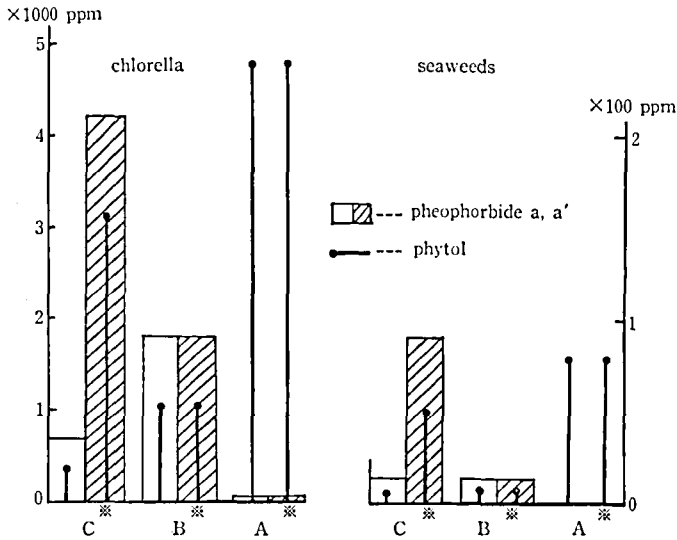 ×1000 ppm
5
chlorella
seaweeds
×100 ppm
4
2
pheophorbide a, a′
3
phytol
2
1
1
0
0
※ ※ ※ ※ ※ ※
C B A C B A